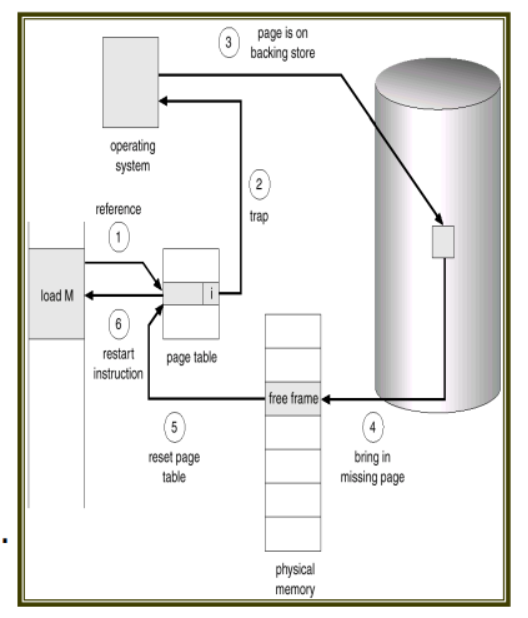 3
page is on
backing store
operating
system
2
trap
reference
1
load M
i
6
restart
instruction
page table
free frame
5
reset page
table
4
bring in
missing page
physical
memory
.